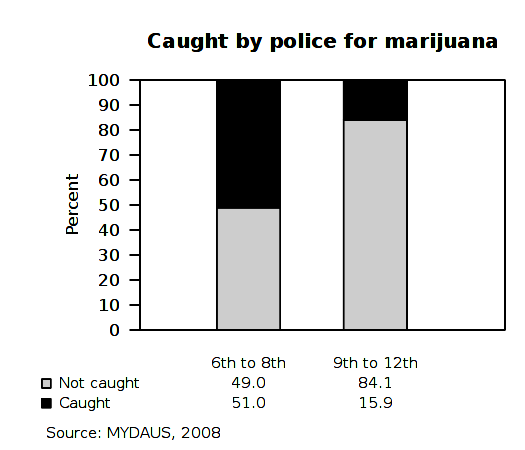 Caught by police for marijuana
Percent
100
90
80
70
60
50
40
30
20
10
0
6th to 8th 9th to 12th
Not caught 49.0 84.1
Caught 51.0 15.9
Source: MYDAUS, 2008